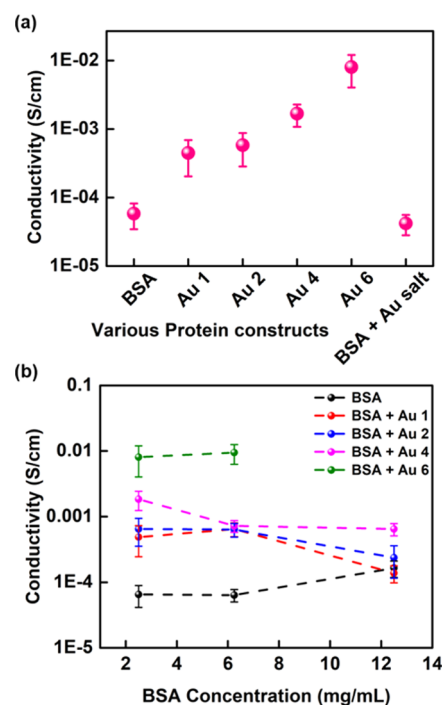 (a)
1E-02
1E-03
1E-04
1E-05
Conductivity (S/cm)
BSA
Au 1
Au 2
Au 4
Au 6
BSA + Au salt
Various Protein constructs
(b)
0.1
0.01
0.001
1E-4
1E-5
Conductivity (S/cm)
BSA
BSA + Au 1
BSA + Au 2
BSA + Au 4
BSA + Au 6
2 4 6 8 10 12 14
BSA Concentration (mg/mL)